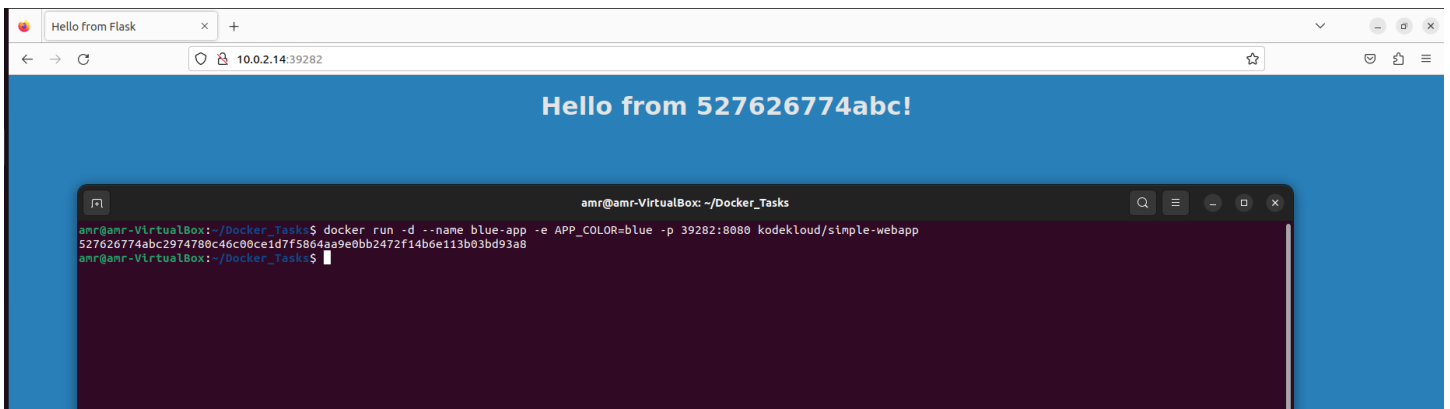 Hello from Flask
10.0.2.14:39282
Hello from 527626774abc!
amr@amr-VirtualBox: ~/Docker_Tasks
amr@amr-VirtualBox:~/Docker_Tasks$ docker run -d --name blue-app -e APP_COLOR=blue -p 39282:8080 kodekloud/simple-webapp
527626774abc2974780c46c00ce1d7f5864aa9e0bb2472f14b6e113b03bd93a8
amr@amr-VirtualBox:~/Docker_Tasks$